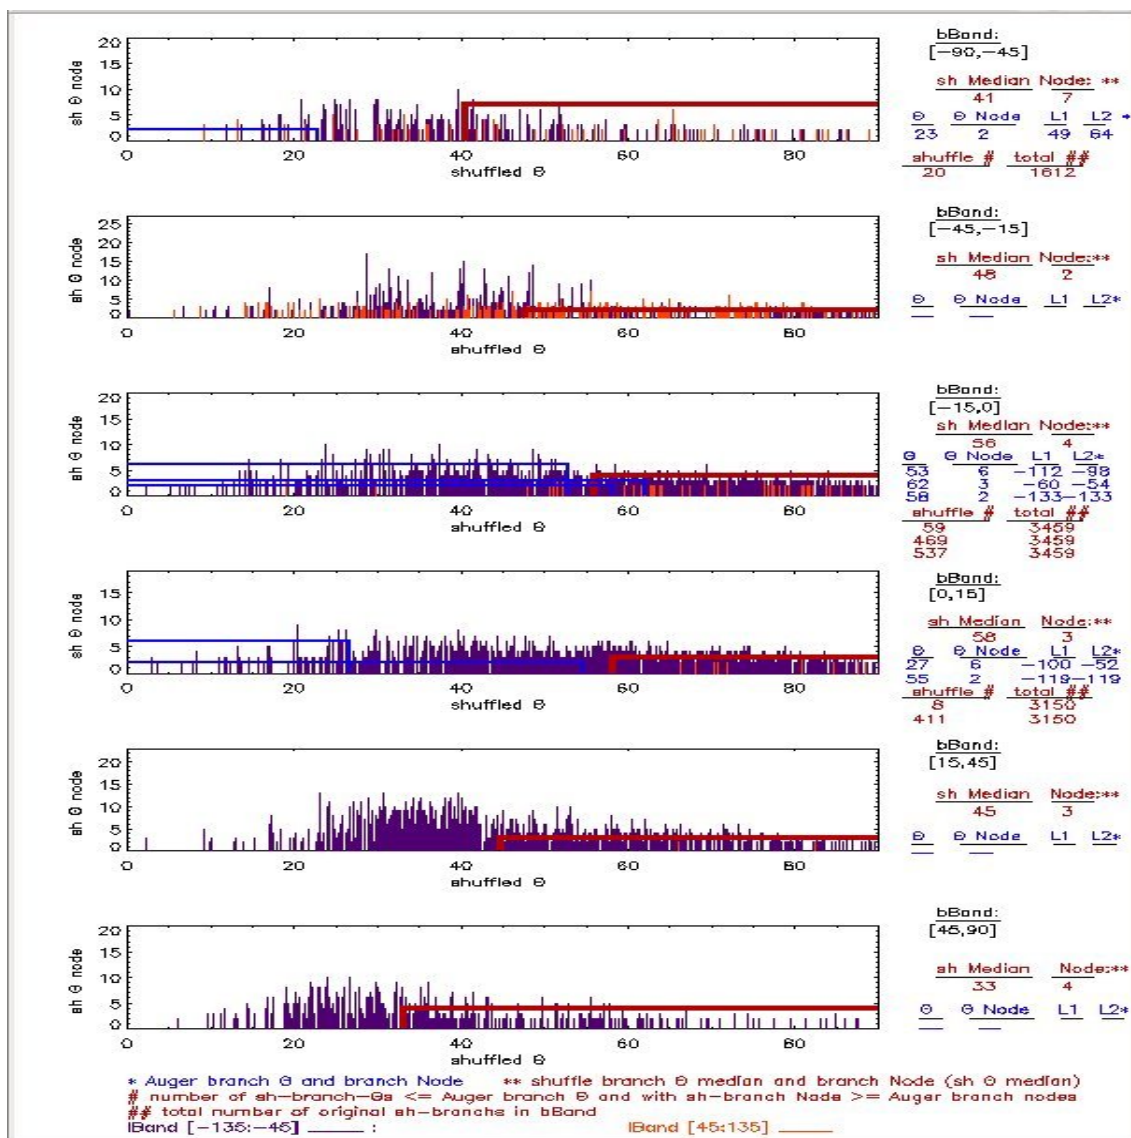 bBand:
[−90,−45]
sh Median Node: **
41 7
Θ Θ Node L1 L2 *
23 2 49 64
shuffle # total ##
20 1612
20
15
10
5
0
sh Θ node
0 20 40 60 80
shuffled Θ
bBand:
[−45,−15]
sh Median Node:**
48 2
Θ Θ Node L1 L2*
25
20
15
10
5
0
sh Θ node
0 20 40 60 80
shuffled Θ
bBand:
[−15,0]
sh Median Node:**
56 4
Θ Θ Node L1 L2*
53 6 −112 −98
62 3 −60 −54
58 2 −133−133
shuffle # total ##
59 3459
469 3459
537 3459
20
15
10
5
0
sh Θ node
0 20 40 60 80
shuffled Θ
bBand:
[0,15]
sh Median Node:**
58 3
Θ Θ Node L1 L2*
27 6 −100 −52
55 2 −119−119
shuffle # total ##
8 3150
411 3150
15
10
5
0
sh Θ node
0 20 40 60 80
shuffled Θ
bBand:
[15,45]
sh Median Node:**
45 3
Θ Θ Node L1 L2*
20
15
10
5
0
sh Θ node
0 20 40 60 80
shuffled Θ
bBand:
[45,90]
sh Median Node:**
33 4
Θ Θ Node L1 L2*
20
15
10
5
0
sh Θ node
0 20 40 60 80
shuffled Θ
* Auger branch Θ and branch Node ** shuffle branch Θ median and branch Node (sh Θ median)
# number of sh−branch−Θs <= Auger branch Θ and with sh−branch Node >= Auger branch nodes
## total number of original sh−branchs in bBand
lBand [−135:−45] _____ : lBand [45:135] _____